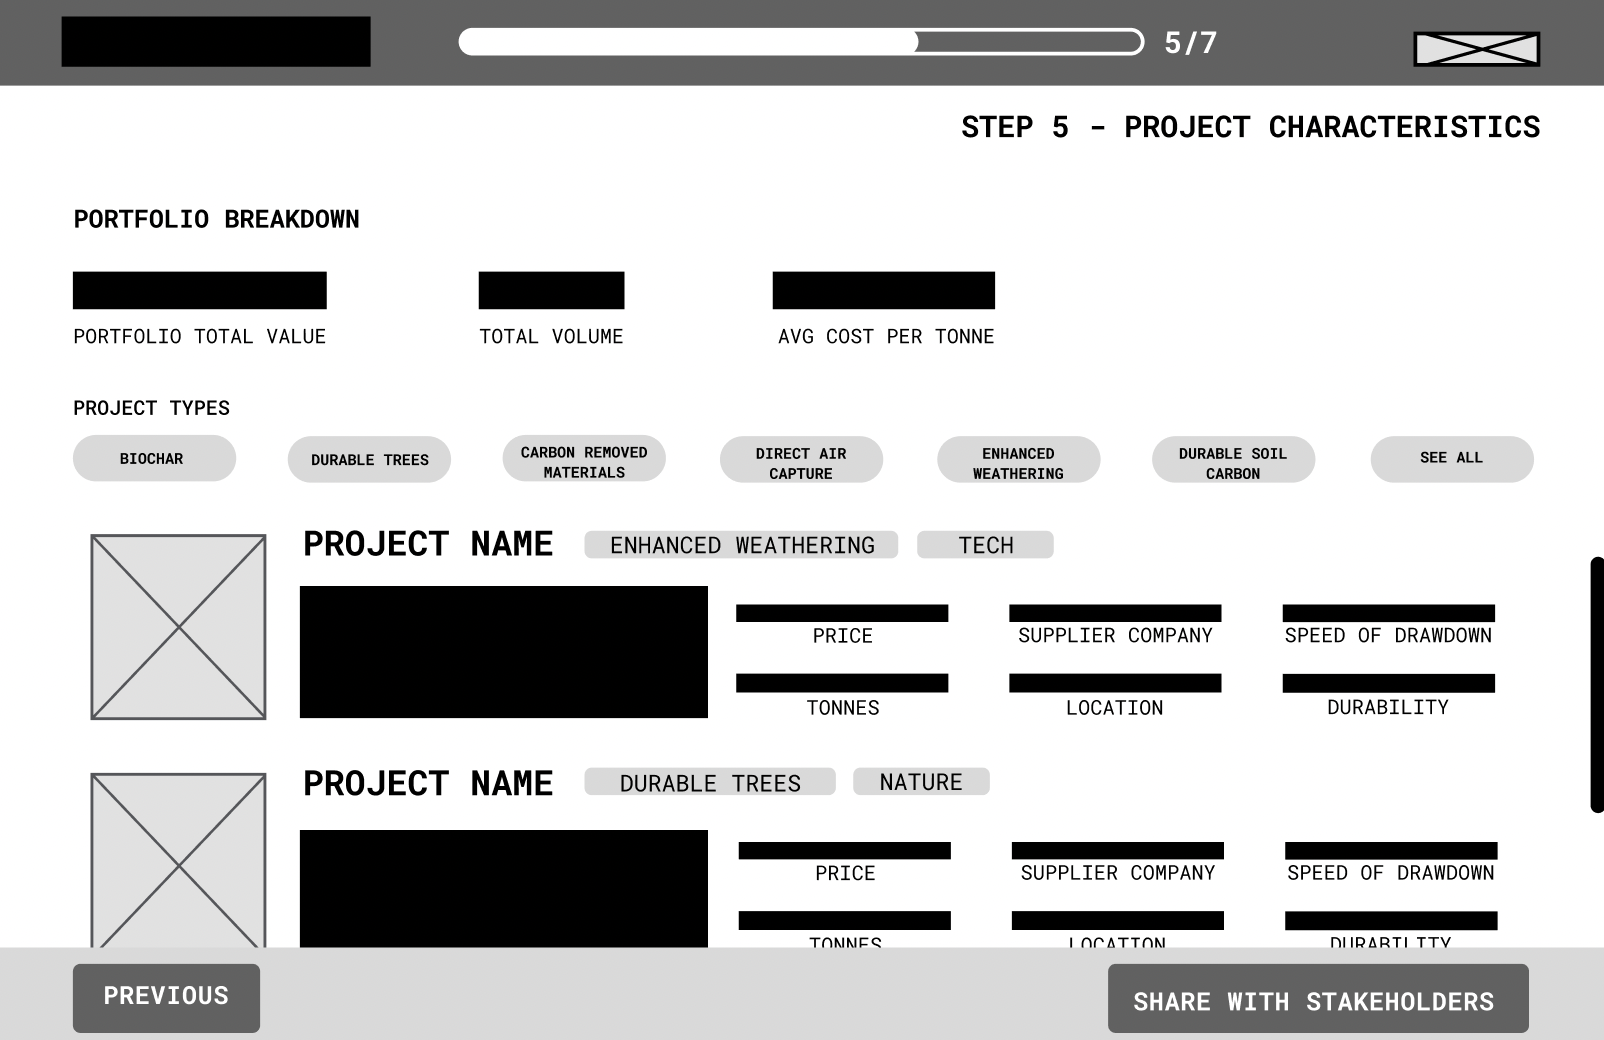 5/7
STEP 5 - PROJECT CHARACTERISTICS
PORTFOLIO BREAKDOWN
PORTFOLIO TOTAL VALUE
TOTAL VOLUME
AVG COST PER TONNE
PROJECT TYPES
BIOCHAR
DURABLE TREES
CARBON REMOVED
MATERIALS
DIRECT AIR
CAPTURE
ENHANCED
WEATHERING
DURABLE SOIL
CARBON
SEE ALL
PROJECT NAME
ENHANCED WEATHERING
TECH
PRICE
SUPPLIER COMPANY
SPEED OF DRAWDOWN
TONNES
LOCATION
DURABILITY
PROJECT NAME
DURABLE TREES
NATURE
PRICE
SUPPLIER COMPANY
SPEED OF DRAWDOWN
TONNES
LOCATION
DURABILITY
PREVIOUS
SHARE WITH STAKEHOLDERS